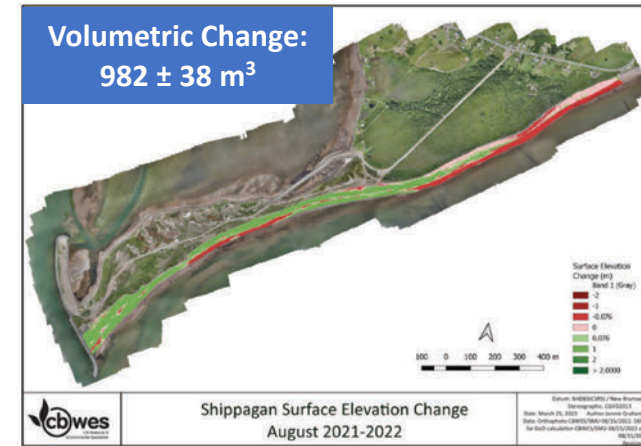 Volumetric Change:
982 ± 38 m³
Surface Elevation
Change (m)
Band 1 (Gray)
-2
-1
-0.076
0
0.076
1
2
> 2.0000
100 0 100 200 300 400 m
cbwes
Shippagan Surface Elevation Change
August 2021-2022
Date: March 25, 2023